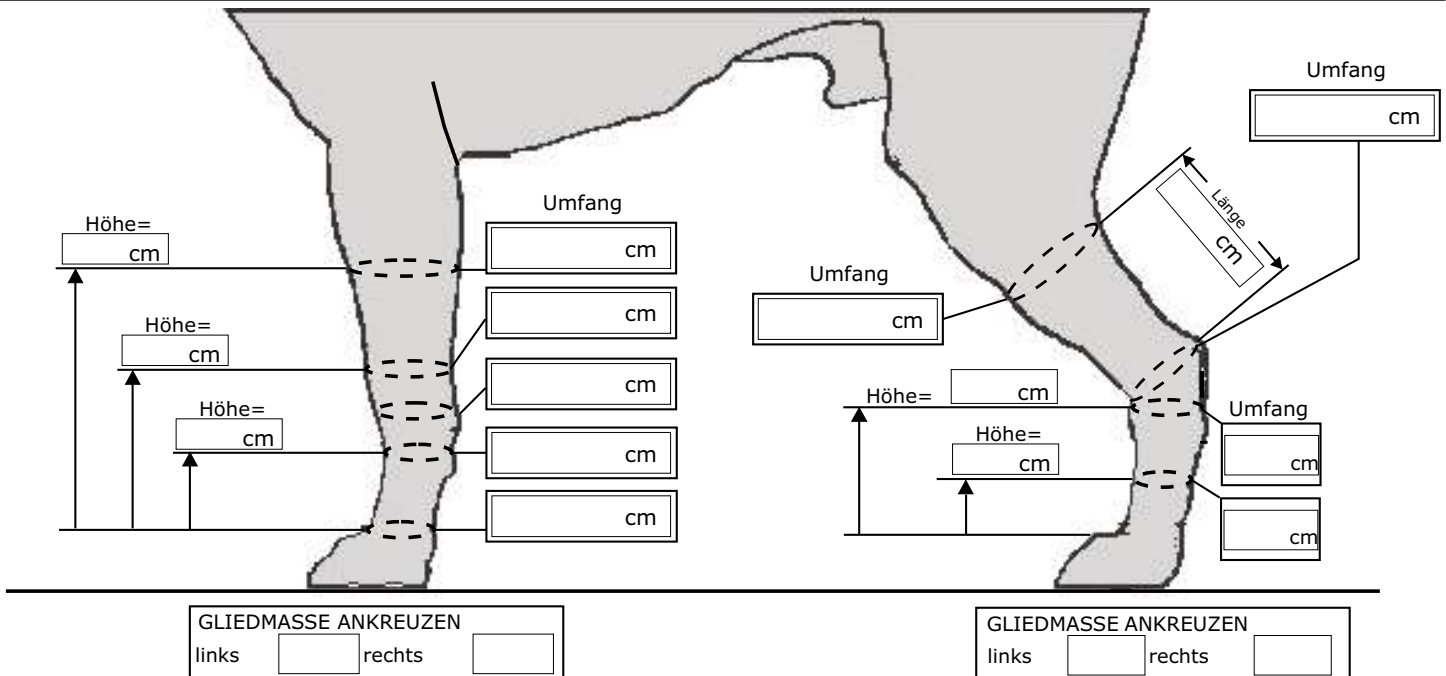 Höhe=
cm
Höhe=
cm
Höhe=
cm
Umfang
cm
cm
cm
cm
cm
Umfang
cm
Umfang
cm
Länge
cm
Höhe=
cm
Höhe=
cm
Umfang
cm
cm
GLIEDMASSE ANKREUZEN
links rechts
GLIEDMASSE ANKREUZEN
links rechts